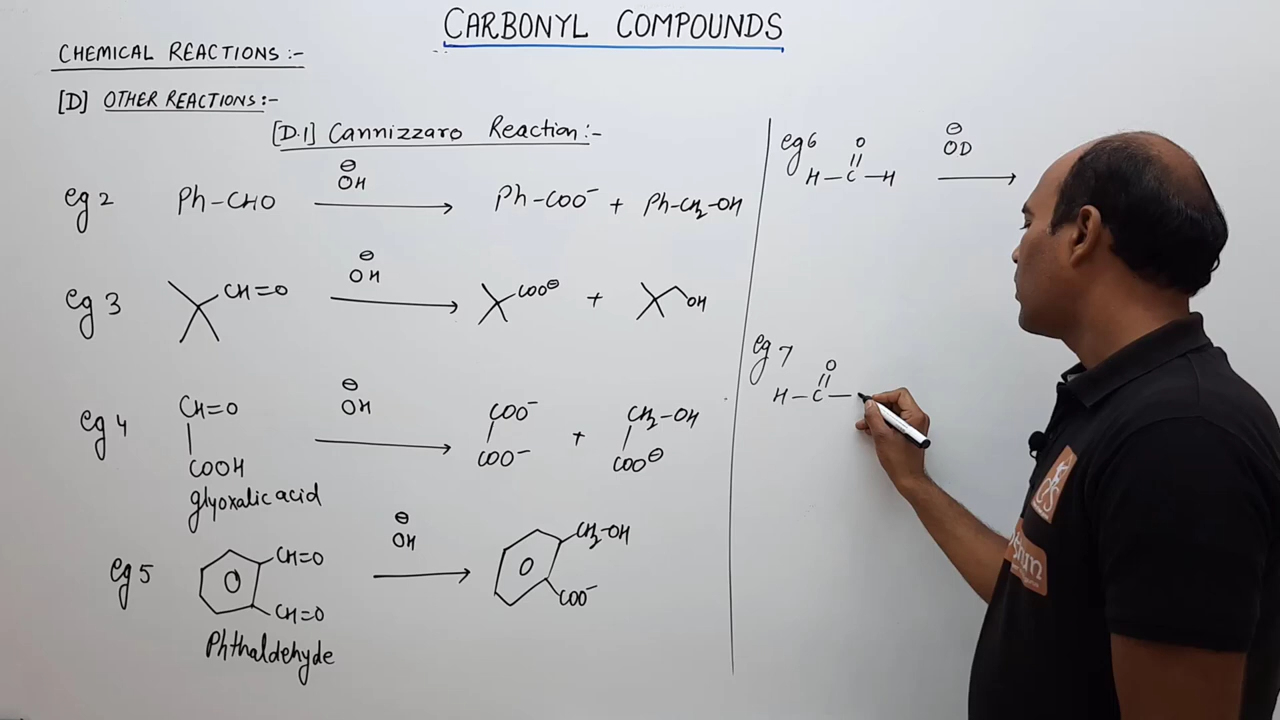 CARBONYL COMPOUNDS
CHEMICAL REACTIONS :-
[D] OTHER REACTIONS :-
[D.1] Cannizzaro Reaction :-
eg 2 Ph-CHO ⊖OH → Ph-COO⁻ + Ph-CH₂-OH
eg 3 CH=O ⊖OH → COO⊖ + OH
eg 4 CH=O ⊖OH → COO⁻ + CH₂-OH
COOH COO⁻ COO⊖
glyoxalic acid
eg 5 CH=O ⊖OH → CH₂-OH
CH=O COO⁻
Phthaldehyde
eg 6 O ⊖OD
H-C-H →
eg 7 O
H-C-